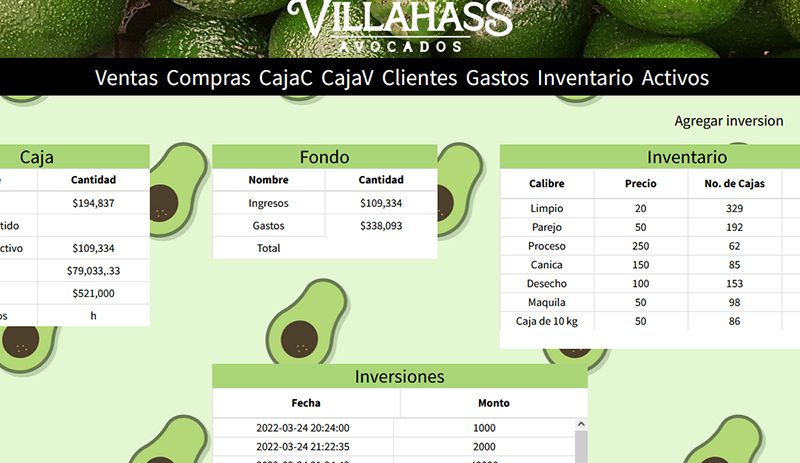 VILLAHASS
AVOCADOS
Ventas Compras CajaC CajaV Clientes Gastos Inventario Activos
Agregar inversion
Caja
Cantidad
$194,837
tido
ctivo $109,334
$79,033,.33
$521,000
os h
Fondo
Nombre Cantidad
Ingresos $109,334
Gastos $338,093
Total
Inventario
Calibre Precio No. de Cajas
Limpio 20 329
Parejo 50 192
Proceso 250 62
Canica 150 85
Desecho 100 153
Maquila 50 98
Caja de 10 kg 50 86
Inversiones
Fecha Monto
2022-03-24 20:24:00 1000
2022-03-24 21:22:35 2000